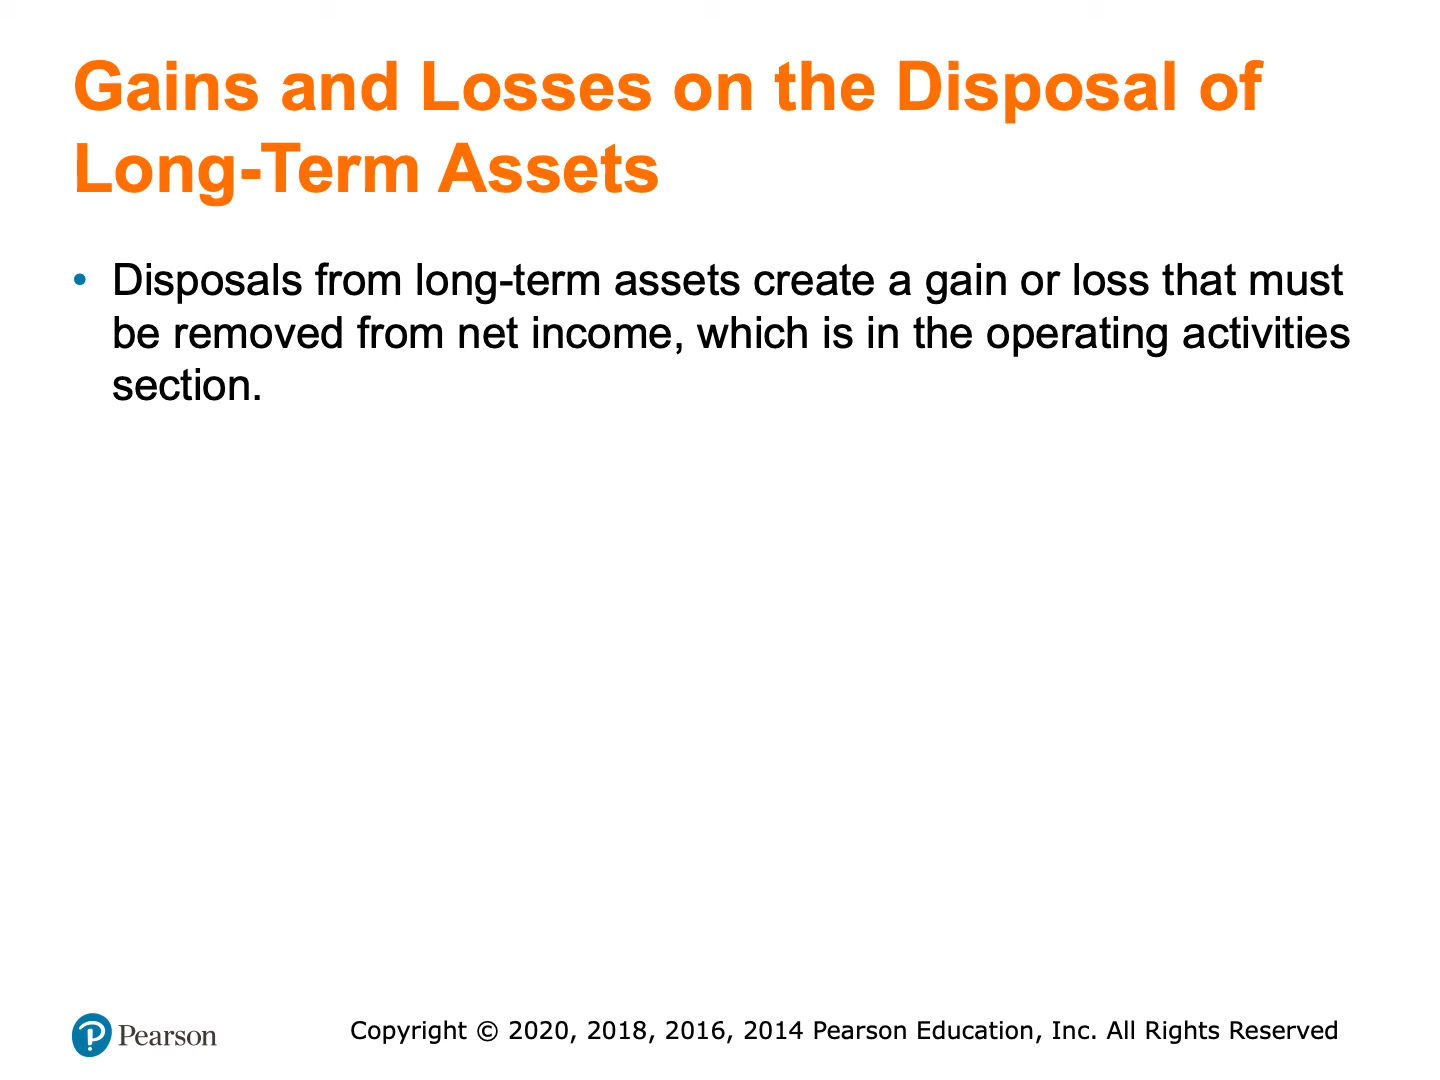 Gains and Losses on the Disposal of
Long-Term Assets
• Disposals from long-term assets create a gain or loss that must
be removed from net income, which is in the operating activities
section.
Pearson
Copyright © 2020, 2018, 2016, 2014 Pearson Education, Inc. All Rights Reserved